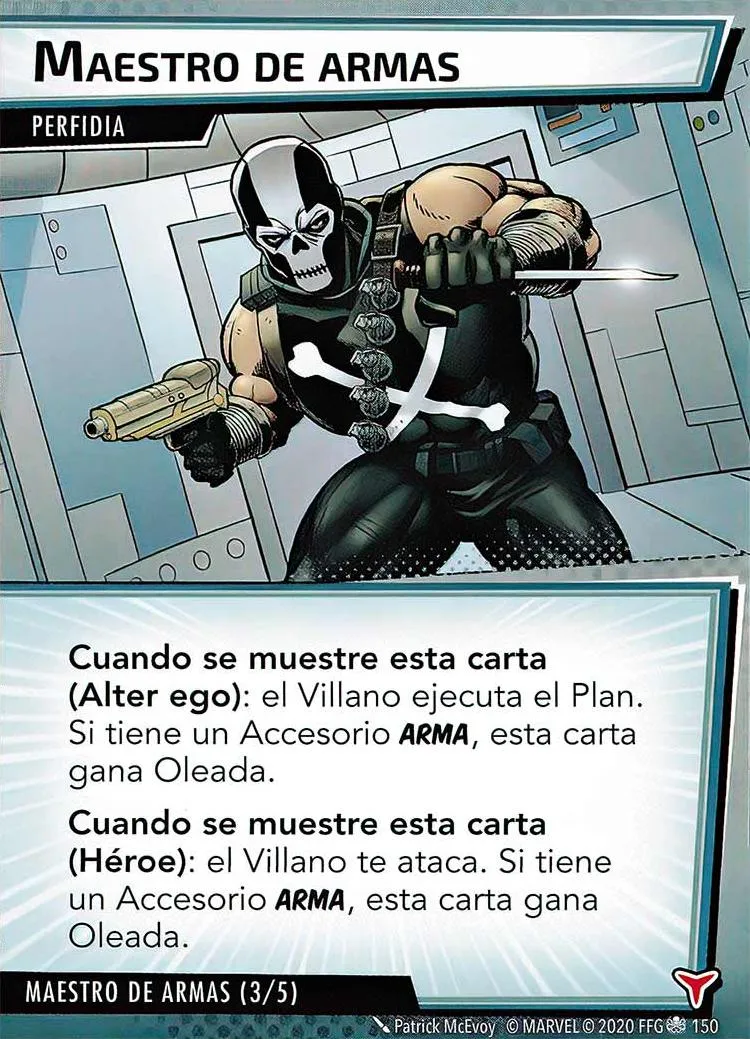 MAESTRO DE ARMAS
PERFIDIA
Cuando se muestre esta carta
(Alter ego): el Villano ejecuta el Plan.
Si tiene un Accesorio ARMA, esta carta
gana Oleada.
Cuando se muestre esta carta
(Héroe): el Villano te ataca. Si tiene
un Accesorio ARMA, esta carta gana
Oleada.
MAESTRO DE ARMAS (3/5)
Patrick McEvoy © MARVEL © 2020 FFG 150